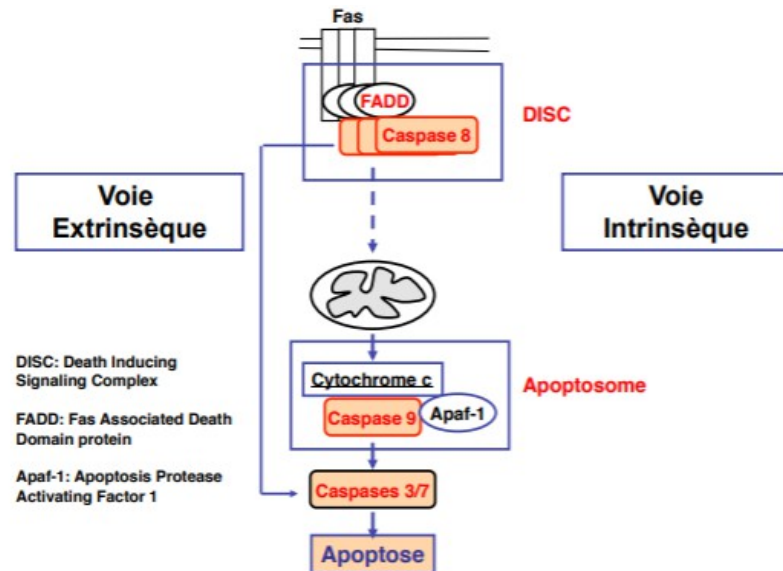 Fas
FADD
DISC
Caspase 8
Voie
Extrinsèque
Voie
Intrinsèque
DISC: Death Inducing
Signaling Complex
FADD: Fas Associated Death
Domain protein
Apaf-1: Apoptosis Protease
Activating Factor 1
Cytochrome c
Apoptosome
Caspase 9
Apaf-1
Caspases 3/7
Apoptose